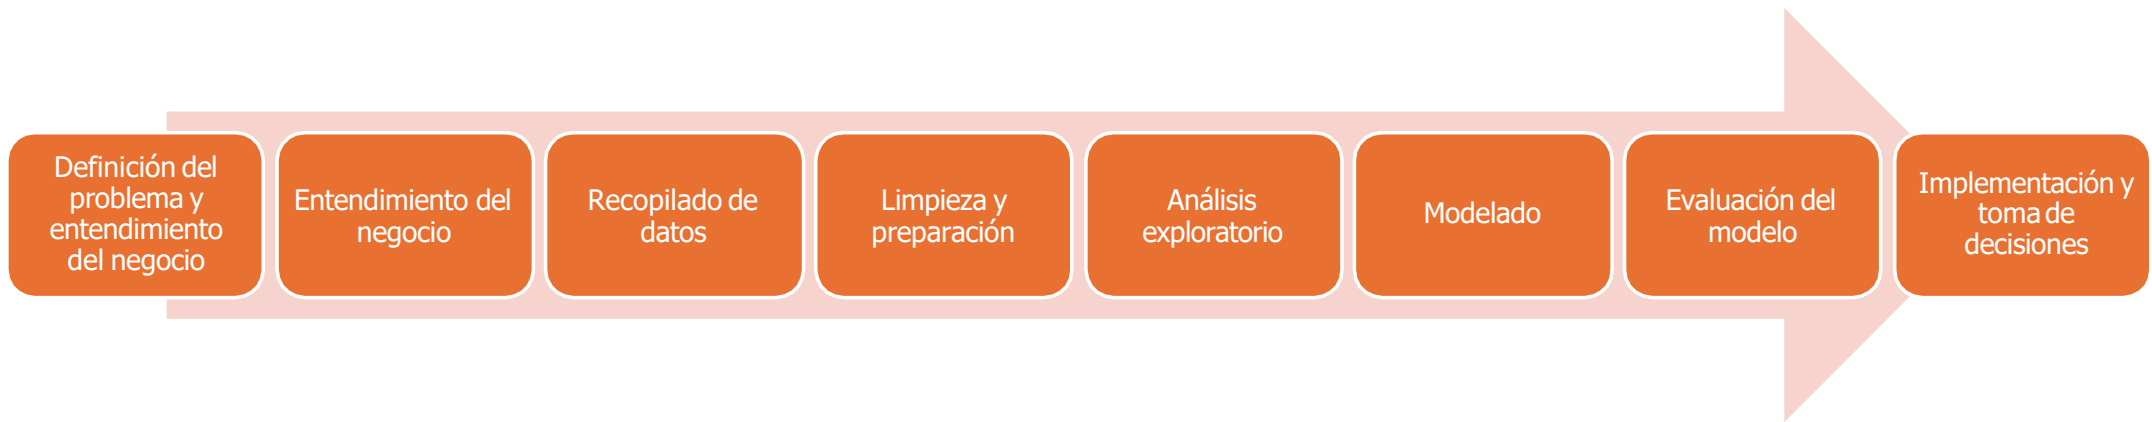 Definición del
problema y
entendimiento
del negocio
Entendimiento del
negocio
Recopilado de
datos
Limpieza y
preparación
Análisis
exploratorio
Modelado
Evaluación del
modelo
Implementación y
toma de
decisiones